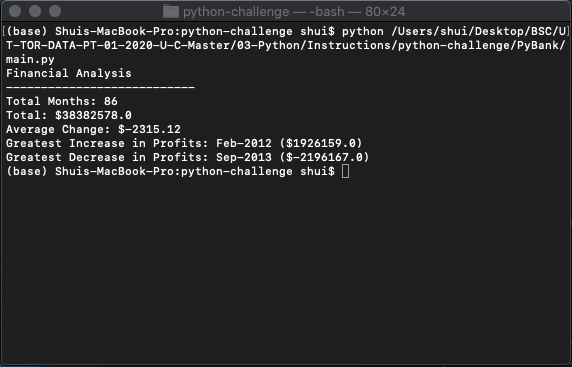 python-challenge — -bash — 80×24
[(base) Shuis-MacBook-Pro:python-challenge shui$ python /Users/shui/Desktop/BSC/U]
T-TOR-DATA-PT-01-2020-U-C-Master/03-Python/Instructions/python-challenge/PyBank/
main.py
Financial Analysis
---------------------------
Total Months: 86
Total: $38382578.0
Average Change: $-2315.12
Greatest Increase in Profits: Feb-2012 ($1926159.0)
Greatest Decrease in Profits: Sep-2013 ($-2196167.0)
(base) Shuis-MacBook-Pro:python-challenge shui$